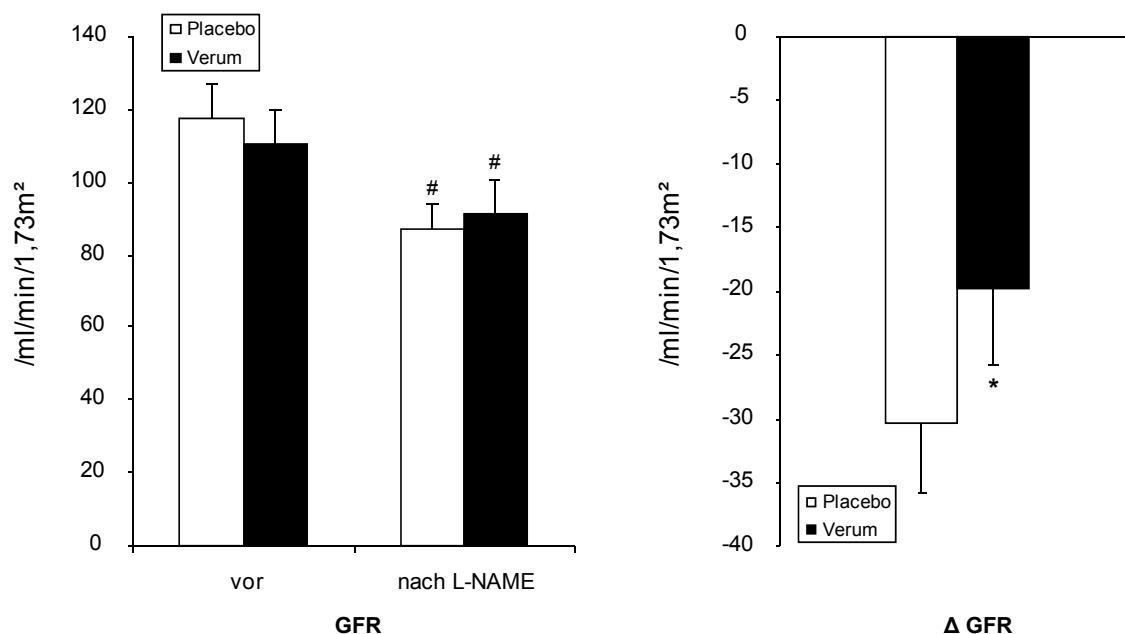 Placebo
Verum
140
120
100
80
60
40
20
0
/ml/min/1,73m²
#
#
vor
nach L-NAME
GFR
0
-5
-10
-15
-20
-25
-30
-35
-40
/ml/min/1,73m²
*
Placebo
Verum
Δ GFR